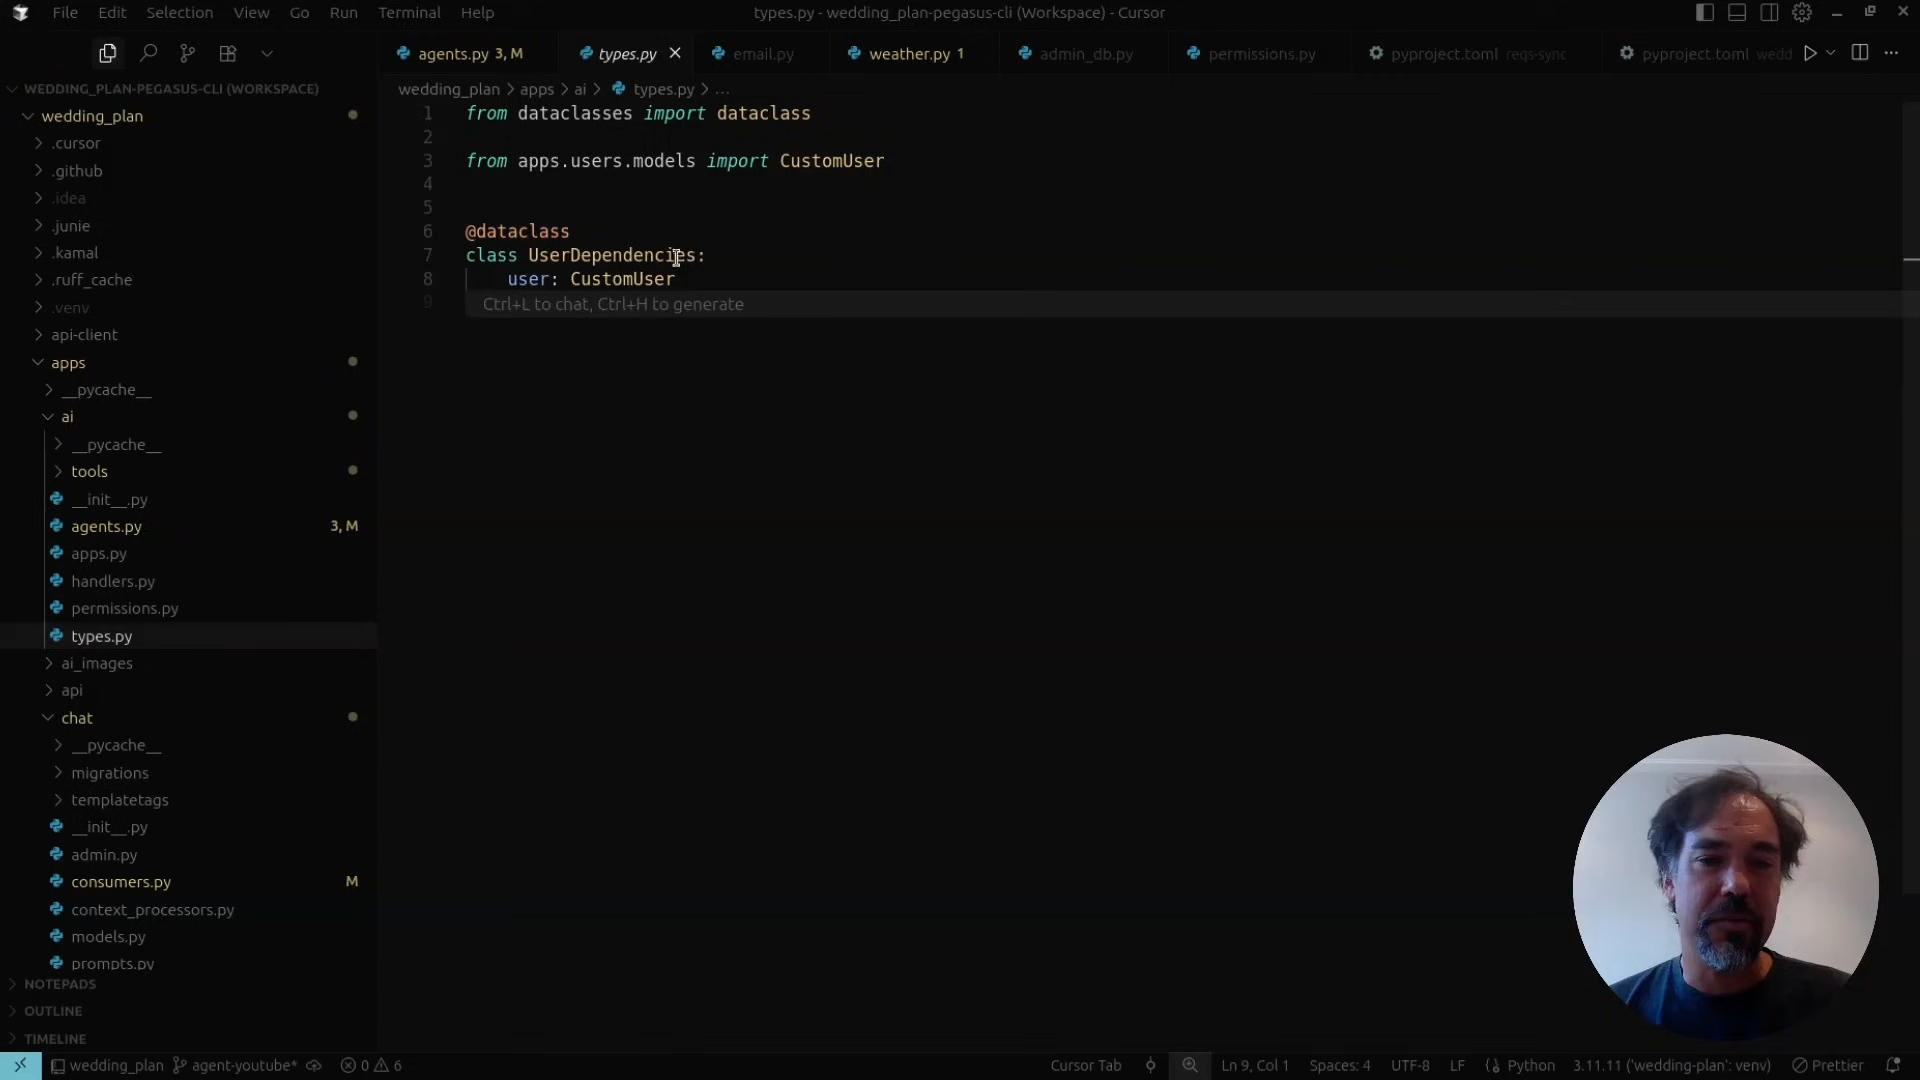 File Edit View Selection Go Run Terminal Help
types.py - wedding_plan-pegasus-cli (Workspace) - Cursor
agents.py 3, M
types.py
email.py
weather.py 1
admin_db.py
permissions.py
pyproject.toml reqs-sync
pyproject.toml wedd
WEDDING_PLAN-PEGASUS-CLI (WORKSPACE)
wedding_plan
.cursor
.github
.idea
.junie
.kamal
.ruff_cache
.venv
api-client
apps
__pycache__
ai
__pycache__
tools
__init__.py
agents.py 3, M
apps.py
handlers.py
permissions.py
types.py
ai_images
api
chat
__pycache__
migrations
templatetags
__init__.py
admin.py
consumers.py M
context_processors.py
models.py
prompts.py
NOTEPADS
OUTLINE
TIMELINE
wedding_plan > apps > ai > types.py > ...
1 from dataclasses import dataclass
2
3 from apps.users.models import CustomUser
4
5
6 @dataclass
7 class UserDependencies:
8 user: CustomUser
9 Ctrl+L to chat, Ctrl+H to generate
wedding_plan agent-youtube* 0 6 Cursor Tab Ln 9, Col 1 Spaces: 4 UTF-8 LF Python 3.11.11 ('wedding-plan': venv) Prettier